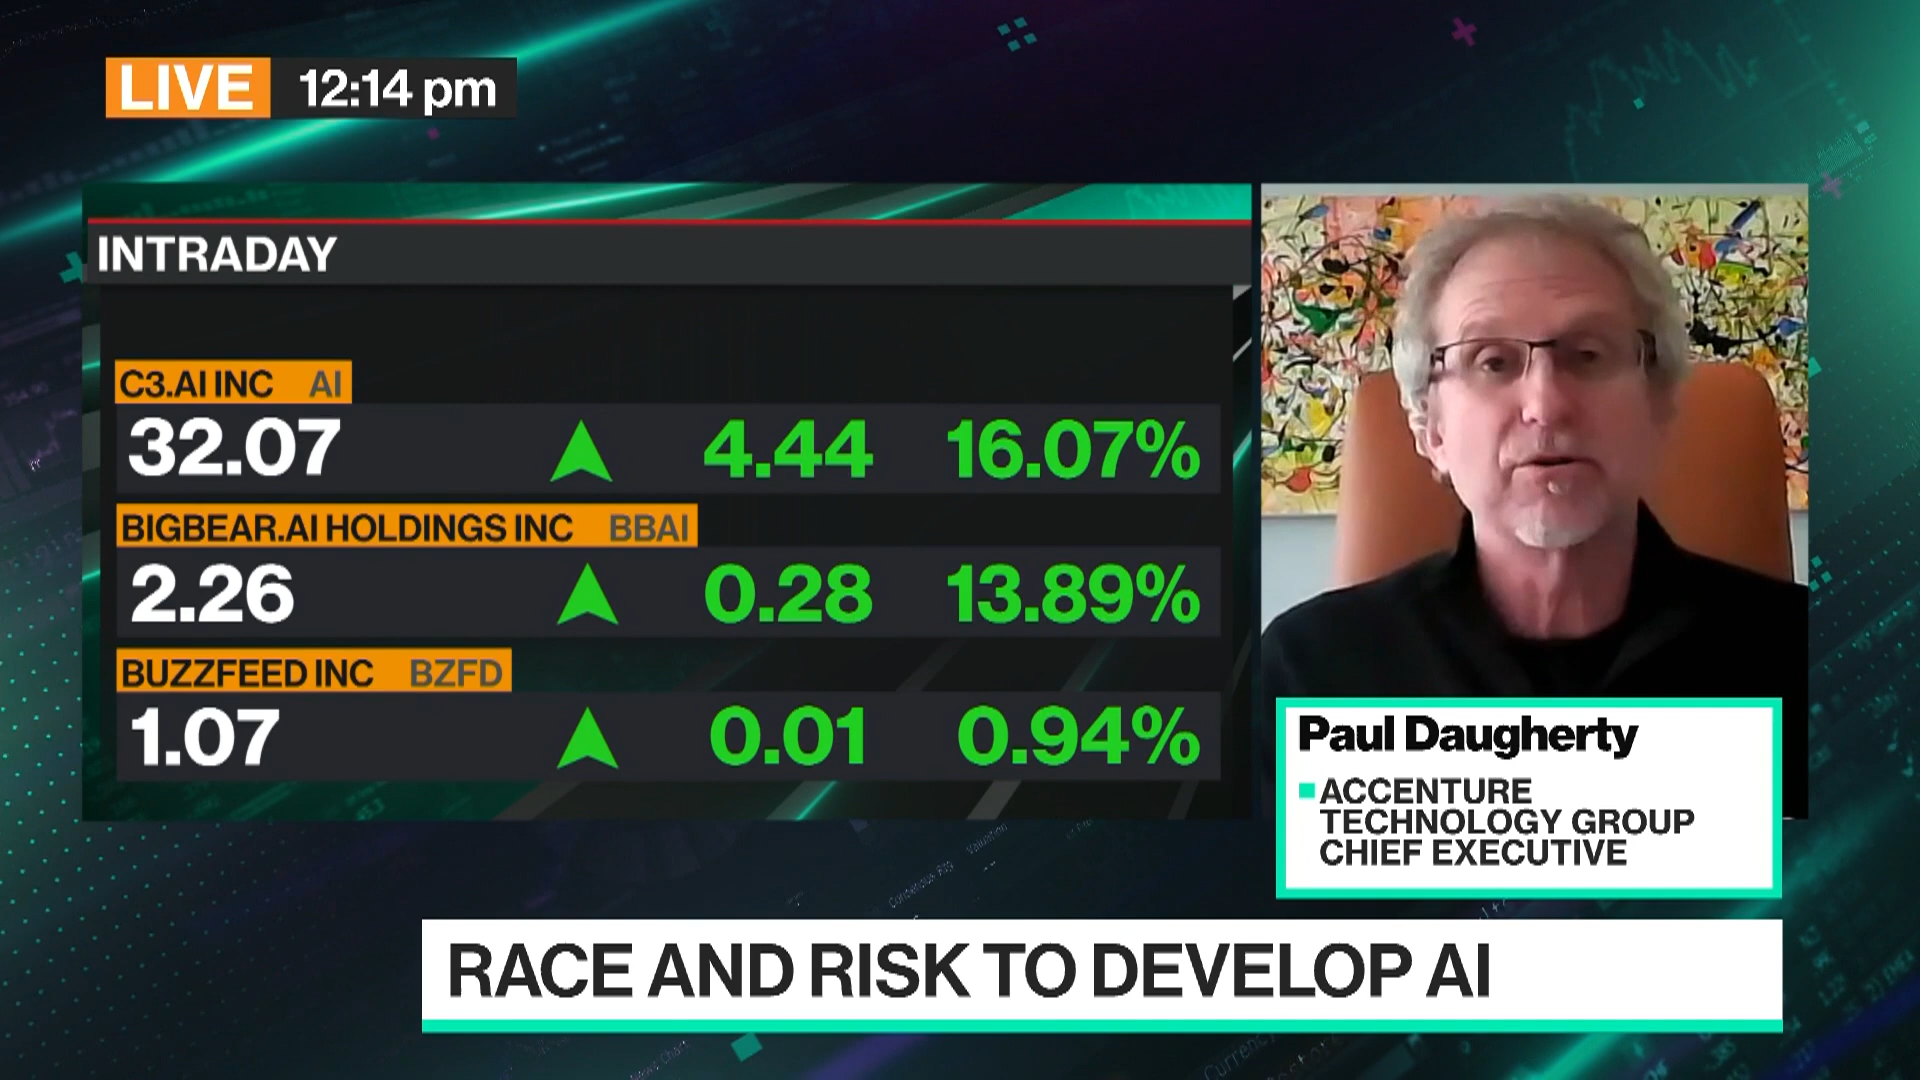 LIVE 12:14 pm
INTRADAY
C3.AI INC AI
32.07 4.44 16.07%
BIGBEAR.AI HOLDINGS INC BBAI
2.26 0.28 13.89%
BUZZFEED INC BZFD
1.07 0.01 0.94%
Paul Daugherty
ACCENTURE
TECHNOLOGY GROUP
CHIEF EXECUTIVE
RACE AND RISK TO DEVELOP AI